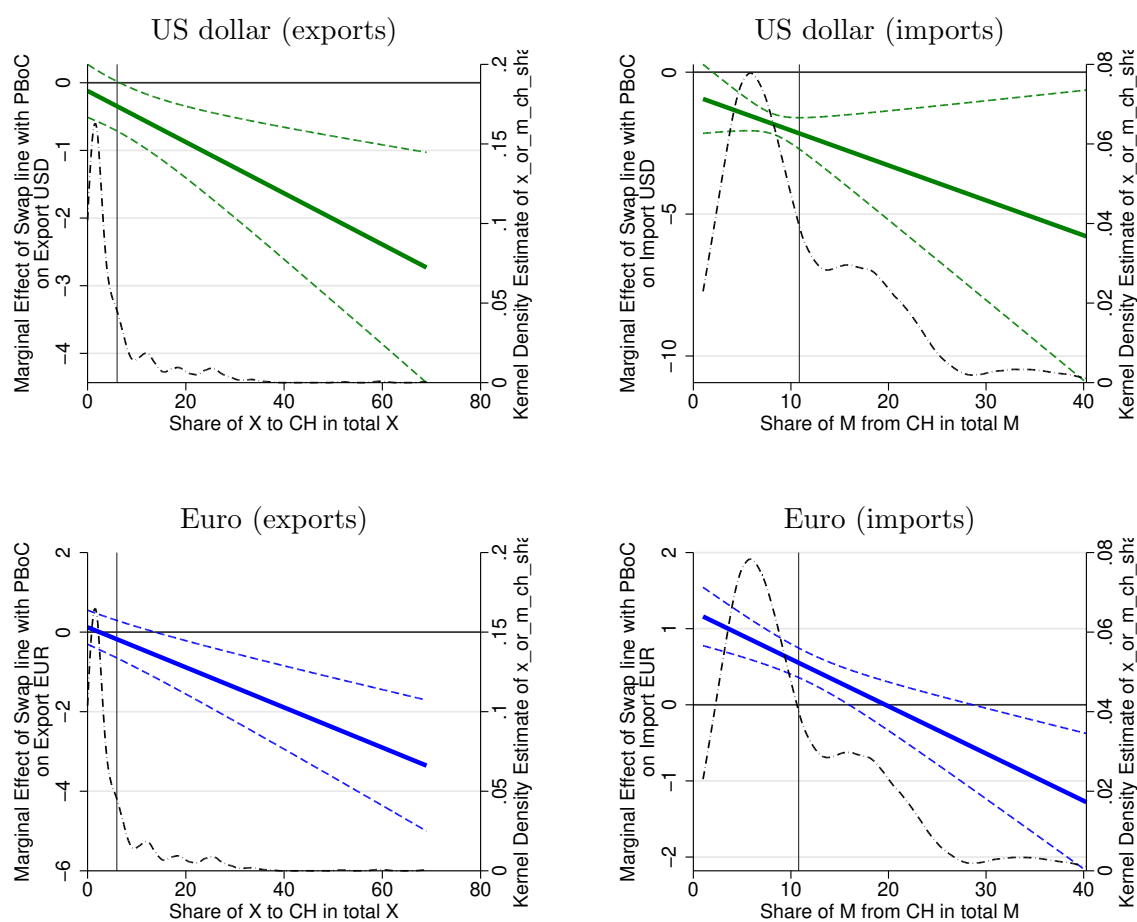 US dollar (exports)
Marginal Effect of Swap line with PBoC
on Export USD
0
−1
−2
−3
−4
0
.05
.1
.15
.2
Kernel Density Estimate of x_or_m_ch_sha
0 20 40 60 80
Share of X to CH in total X
US dollar (imports)
Marginal Effect of Swap line with PBoC
on Import USD
0
−5
−10
0
.02
.04
.06
.08
Kernel Density Estimate of x_or_m_ch_sha
0 10 20 30 40
Share of M from CH in total M
Euro (exports)
Marginal Effect of Swap line with PBoC
on Export EUR
2
0
−2
−4
−6
0
.05
.1
.15
.2
Kernel Density Estimate of x_or_m_ch_sha
0 20 40 60 80
Share of X to CH in total X
Euro (imports)
Marginal Effect of Swap line with PBoC
on Import EUR
2
1
0
−1
−2
0
.02
.04
.06
.08
Kernel Density Estimate of x_or_m_ch_sha
0 10 20 30 40
Share of M from CH in total M